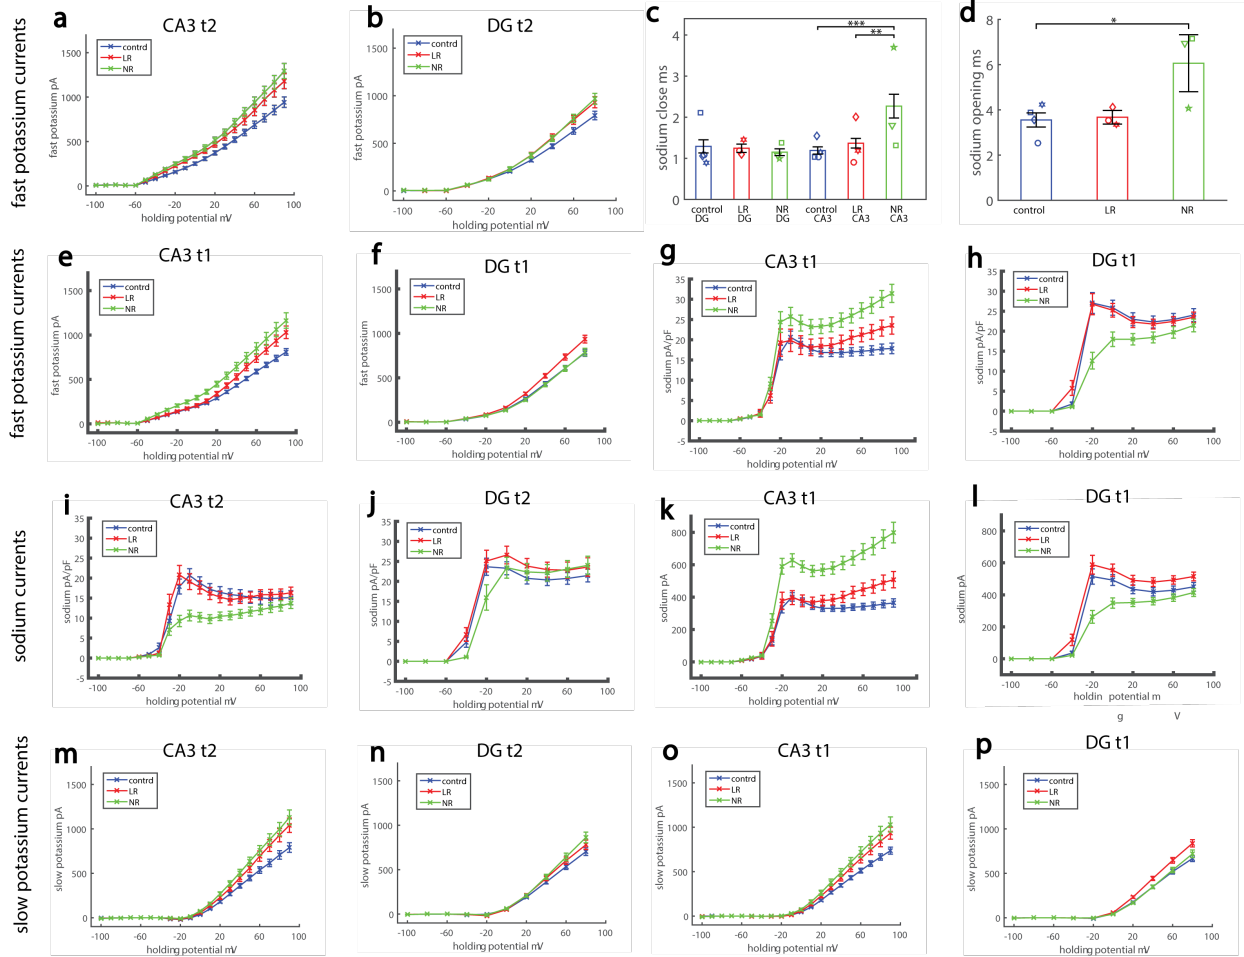 fast potassium currents
a
CA3 t2
fast potassium pA
1500
1000
500
0
contrd
LR
NR
-100
-60
-20
20
60
100
holding potential mV
b
DG t2
fast potassium pA
1500
1000
500
0
contrd
LR
NR
-100
-60
-20
20
60
100
holding potential mV
c
sodium close ms
4
3
2
1
0
***
**
control DG
LR DG
NR DG
control CA3
LR CA3
NR CA3
d
sodium opening ms
8
6
4
2
0
*
control
LR
NR
fast potassium currents
e
CA3 t1
fast potassium pA
1500
1000
500
0
contrd
LR
NR
-100
-60
-20
20
60
100
holding potential mV
f
DG t1
fast potassium
1500
1000
500
0
contrd
LR
NR
-100
-60
-20
20
60
100
holding potential mV
g
CA3 t1
sodium pA/pF
35
30
25
20
15
10
5
0
-5
contrd
LR
NR
-100
-60
-20
20
60
100
holding potential mV
h
DG t1
sodium pA/pF
35
30
25
20
15
10
5
0
-5
contrd
LR
NR
-100
-60
-20
20
60
100
holding potential mV
sodium currents
i
CA3 t2
sodium pA/pF
35
30
25
20
15
10
5
0
-5
contrd
LR
NR
-100
-60
-20
20
60
100
holding potential mV
j
DG t2
sodium pA/pF
35
30
25
20
15
10
5
0
-5
contrd
LR
NR
-100
-60
-20
20
60
100
holding potential mV
k
CA3 t1
sodium pA
800
600
400
200
0
contrd
LR
NR
-100
-60
-20
20
60
100
holding potential mV
l
DG t1
sodium pA
800
600
400
200
0
contrd
LR
NR
-100
-60
-20
20
60
100
holdin potential m
g V
slow potassium currents
m
CA3 t2
slow potassium pA
1500
1000
500
0
contrd
LR
NR
-100
-60
-20
20
60
100
holding potential mV
n
DG t2
slow potassium pA
1500
1000
500
0
contrd
LR
NR
-100
-60
-20
20
60
100
holding potential mV
o
CA3 t1
slow potassium pA
1500
1000
500
0
contrd
LR
NR
-100
-60
-20
20
60
100
holding potential mV
p
DG t1
slow potassium pA
1500
1000
500
0
contrd
LR
NR
-100
-60
-20
20
60
100
holding potential mV